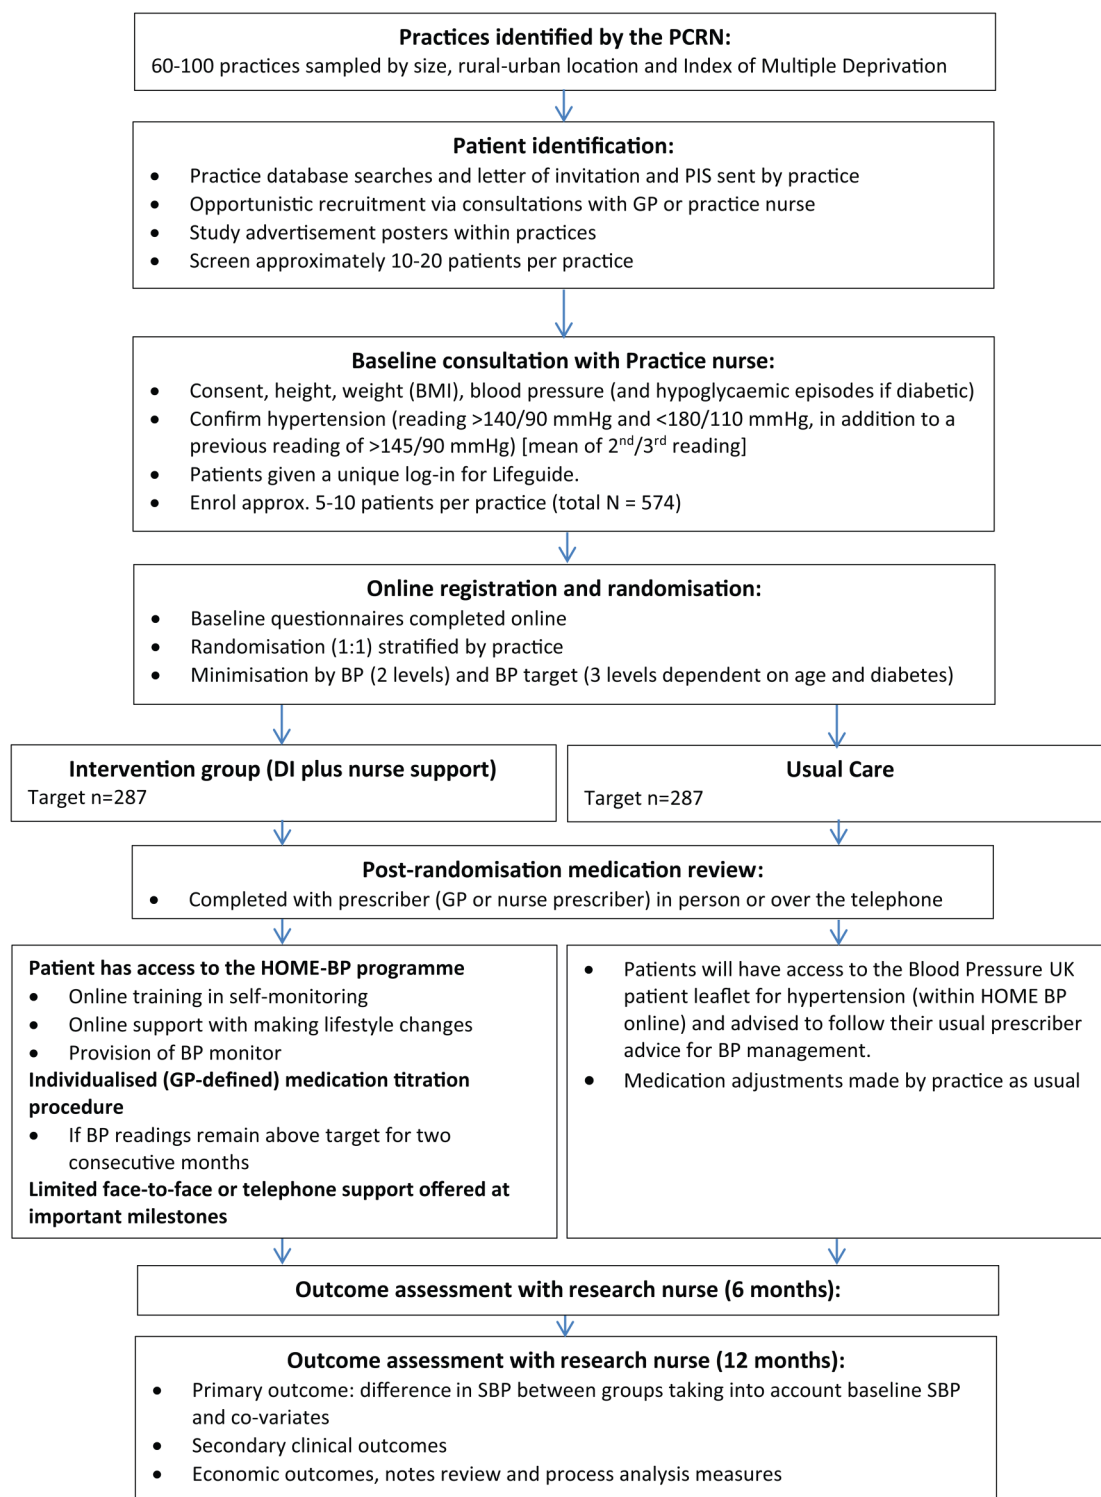 Practices identified by the PCRN:
60-100 practices sampled by size, rural-urban location and Index of Multiple Deprivation
Patient identification:
• Practice database searches and letter of invitation and PIS sent by practice
• Opportunistic recruitment via consultations with GP or practice nurse
• Study advertisement posters within practices
• Screen approximately 10-20 patients per practice
Baseline consultation with Practice nurse:
• Consent, height, weight (BMI), blood pressure (and hypoglycaemic episodes if diabetic)
• Confirm hypertension (reading >140/90 mmHg and <180/110 mmHg, in addition to a
previous reading of >145/90 mmHg) [mean of 2nd/3rd reading]
• Patients given a unique log-in for Lifeguide.
• Enrol approx. 5-10 patients per practice (total N = 574)
Online registration and randomisation:
• Baseline questionnaires completed online
• Randomisation (1:1) stratified by practice
• Minimisation by BP (2 levels) and BP target (3 levels dependent on age and diabetes)
Intervention group (DI plus nurse support)
Target n=287
Usual Care
Target n=287
Post-randomisation medication review:
• Completed with prescriber (GP or nurse prescriber) in person or over the telephone
Patient has access to the HOME-BP programme
• Online training in self-monitoring
• Online support with making lifestyle changes
• Provision of BP monitor
Individualised (GP-defined) medication titration
procedure
• If BP readings remain above target for two
consecutive months
Limited face-to-face or telephone support offered at
important milestones
• Patients will have access to the Blood Pressure UK
patient leaflet for hypertension (within HOME BP
online) and advised to follow their usual prescriber
advice for BP management.
• Medication adjustments made by practice as usual
Outcome assessment with research nurse (6 months):
Outcome assessment with research nurse (12 months):
• Primary outcome: difference in SBP between groups taking into account baseline SBP
and co-variates
• Secondary clinical outcomes
• Economic outcomes, notes review and process analysis measures